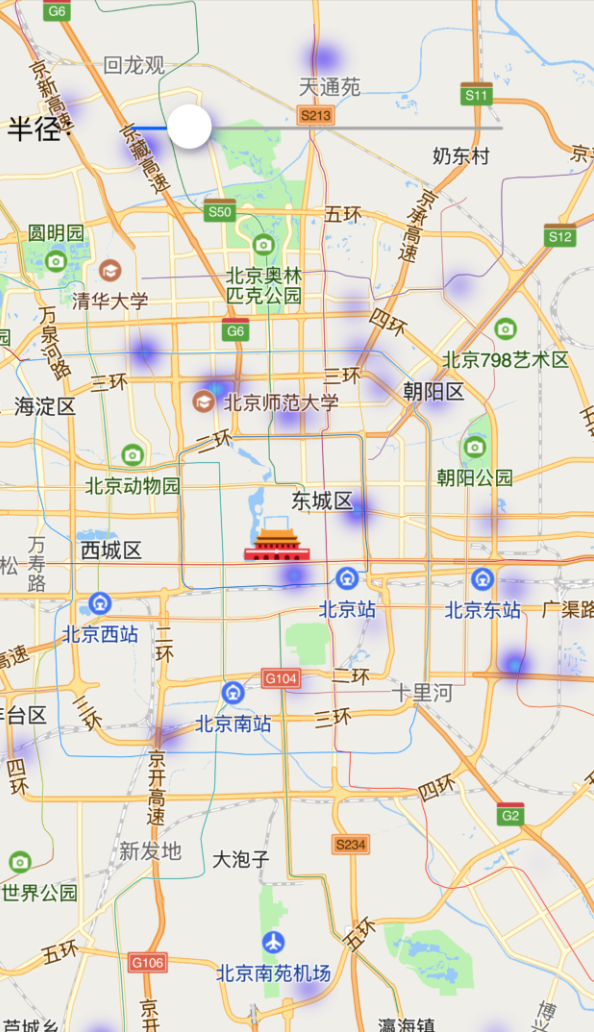 G6
京新高速
回龙观
天通苑
S11
S213
半径:
京藏高速
奶东村
京承高速
S50
五环
S12
圆明园
清华大学
北京奥林
匹克公园
万泉河路
G6
四环
北京798艺术区
三环
三环
海淀区
北京师范大学
朝阳区
二环
北京动物园
朝阳公园
东城区
西城区
万寿路
松
北京站
北京东站
广渠路
北京西站
二环
高速
G104
二环
十里河
丰台区
三环
北京南站
三环
四环
京开高速
四环
G2
新发地
大泡子
S234
世界公园
五环
五环
G106
北京南苑机场
京开
芦城乡
瀛海镇
博兴